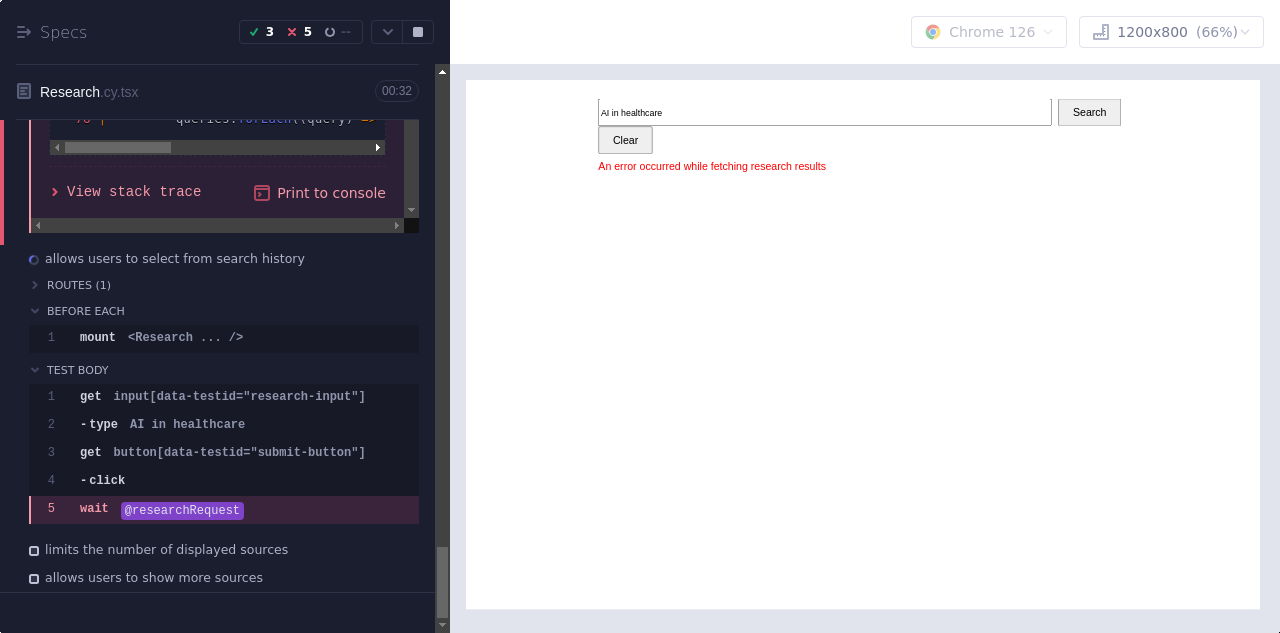 Specs
3 5 --
Chrome 126
1200x800 (66%)
Research.cy.tsx
00:32
queries.forEach((query) =>
View stack trace
Print to console
allows users to select from search history
ROUTES (1)
BEFORE EACH
1 mount <Research ... />
TEST BODY
1 get input[data-testid="research-input"]
2 -type AI in healthcare
3 get button[data-testid="submit-button"]
4 -click
5 wait @researchRequest
limits the number of displayed sources
allows users to show more sources
AI in healthcare
Search
Clear
An error occurred while fetching research results